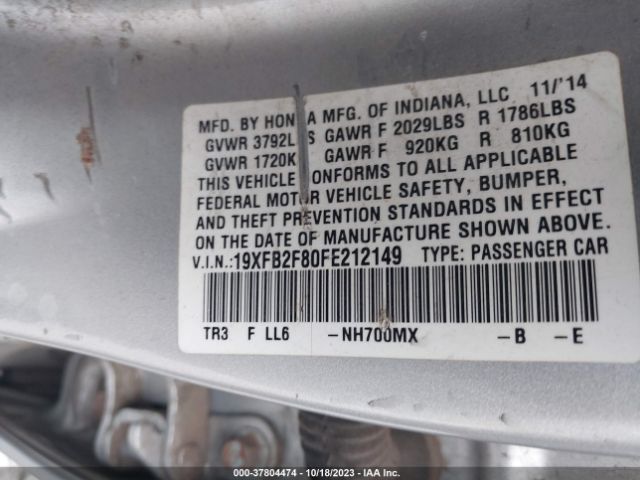 MFD. BY HON A MFG. OF INDIANA, LLC 11/'14
GVWR 3792L S GAWR F 2029LBS R 1786LBS
GVWR 1720K GAWR F 920KG R 810KG
THIS VEHICLE CONFORMS TO ALL APPLICABLE
FEDERAL MOTOR VEHICLE SAFETY, BUMPER,
AND THEFT PREVENTION STANDARDS IN EFFECT
ON THE DATE OF MANUFACTURE SHOWN ABOVE.
V.I.N.:19XFB2F80FE212149 TYPE: PASSENGER CAR
TR3 F LL6 -NH700MX -B -E
000-37804474 | 10/18/2023 | IAA Inc.